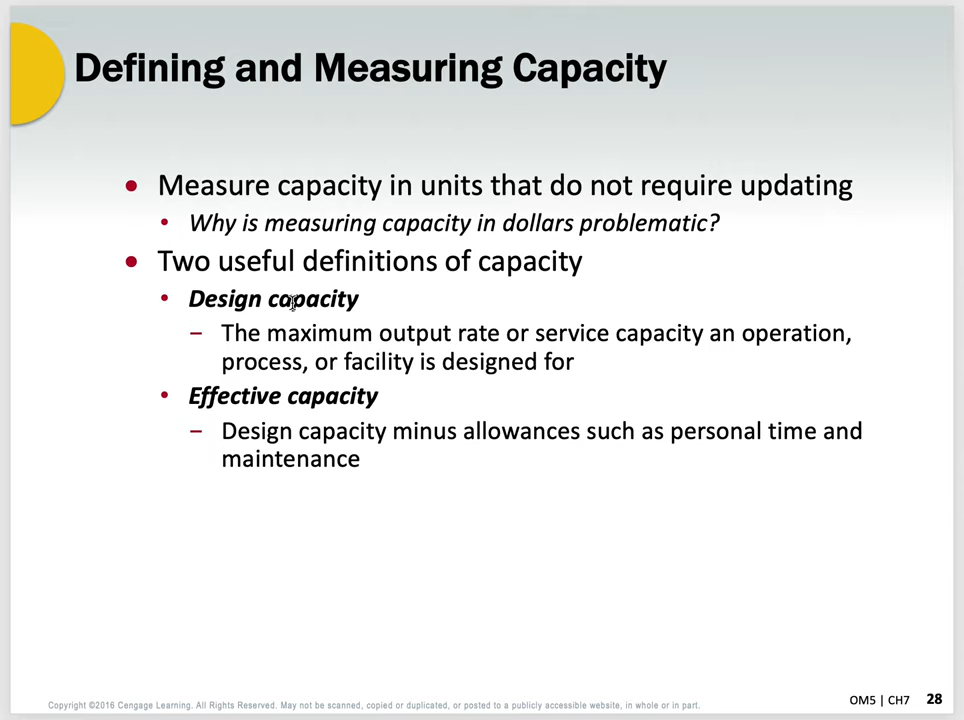 Defining and Measuring Capacity
• Measure capacity in units that do not require updating
• Why is measuring capacity in dollars problematic?
• Two useful definitions of capacity
• Design capacity
– The maximum output rate or service capacity an operation,
process, or facility is designed for
• Effective capacity
– Design capacity minus allowances such as personal time and
maintenance
Copyright ©2016 Cengage Learning. All Rights Reserved. May not be scanned, copied or duplicated, or posted to a publicly accessible website, in whole or in part.
OM5 | CH7 28